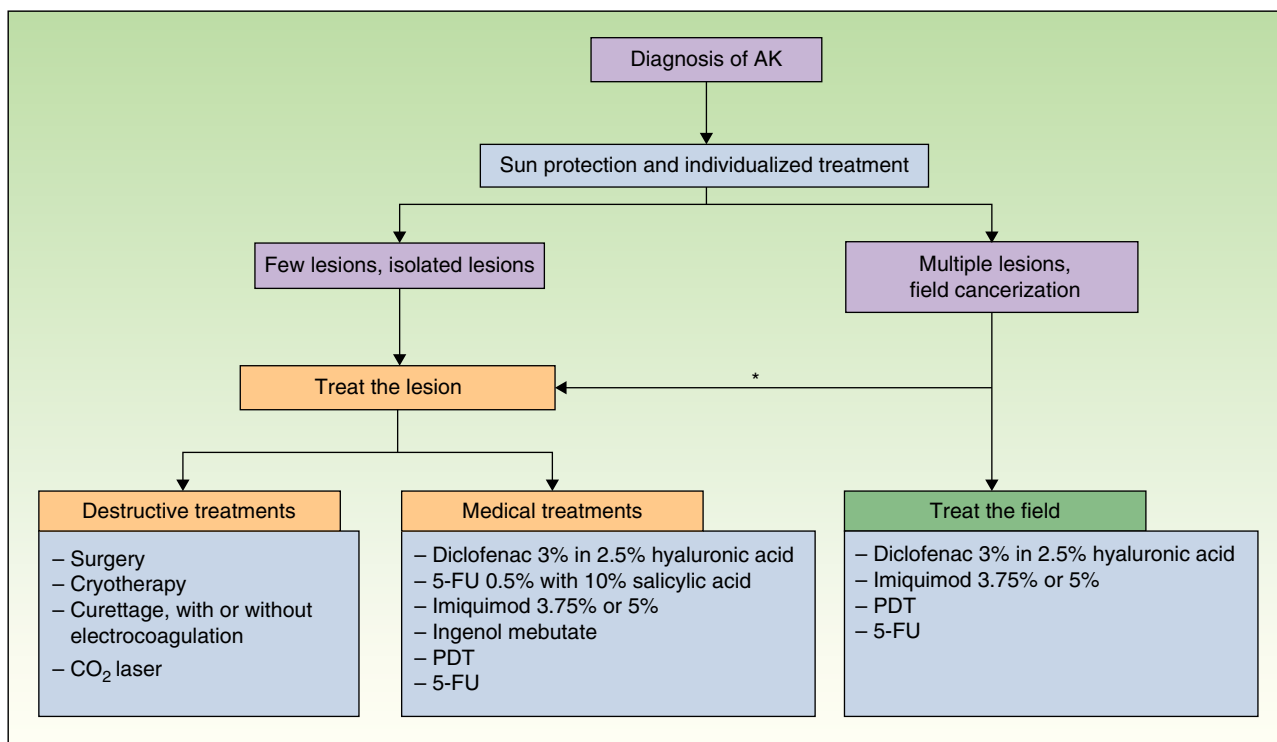 Diagnosis of AK
Sun protection and individualized treatment
Few lesions, isolated lesions
Multiple lesions,
field cancerization
Treat the lesion
*
Destructive treatments
– Surgery
– Cryotherapy
– Curettage, with or without
electrocoagulation
– CO₂ laser
Medical treatments
– Diclofenac 3% in 2.5% hyaluronic acid
– 5-FU 0.5% with 10% salicylic acid
– Imiquimod 3.75% or 5%
– Ingenol mebutate
– PDT
– 5-FU
Treat the field
– Diclofenac 3% in 2.5% hyaluronic acid
– Imiquimod 3.75% or 5%
– PDT
– 5-FU